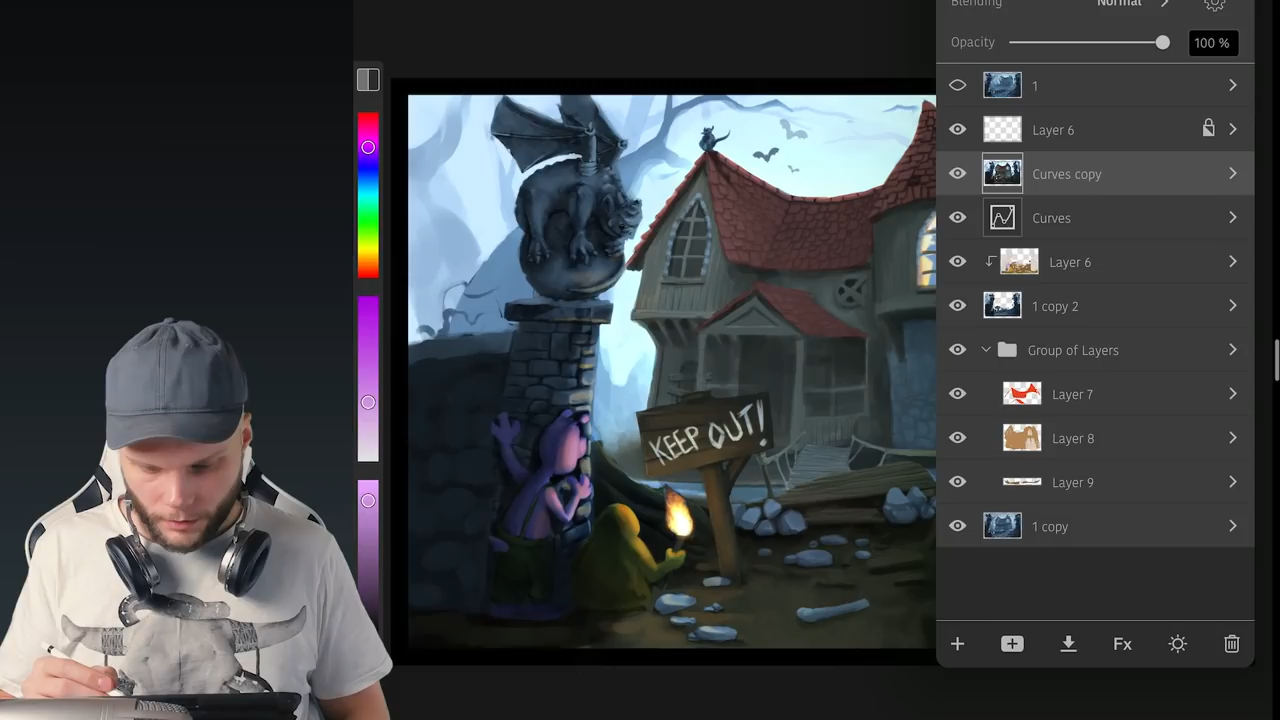 Blending Normal
Opacity 100 %
1
Layer 6
Curves copy
Curves
Layer 6
1 copy 2
Group of Layers
Layer 7
Layer 8
Layer 9
1 copy
Fx
KEEP OUT!